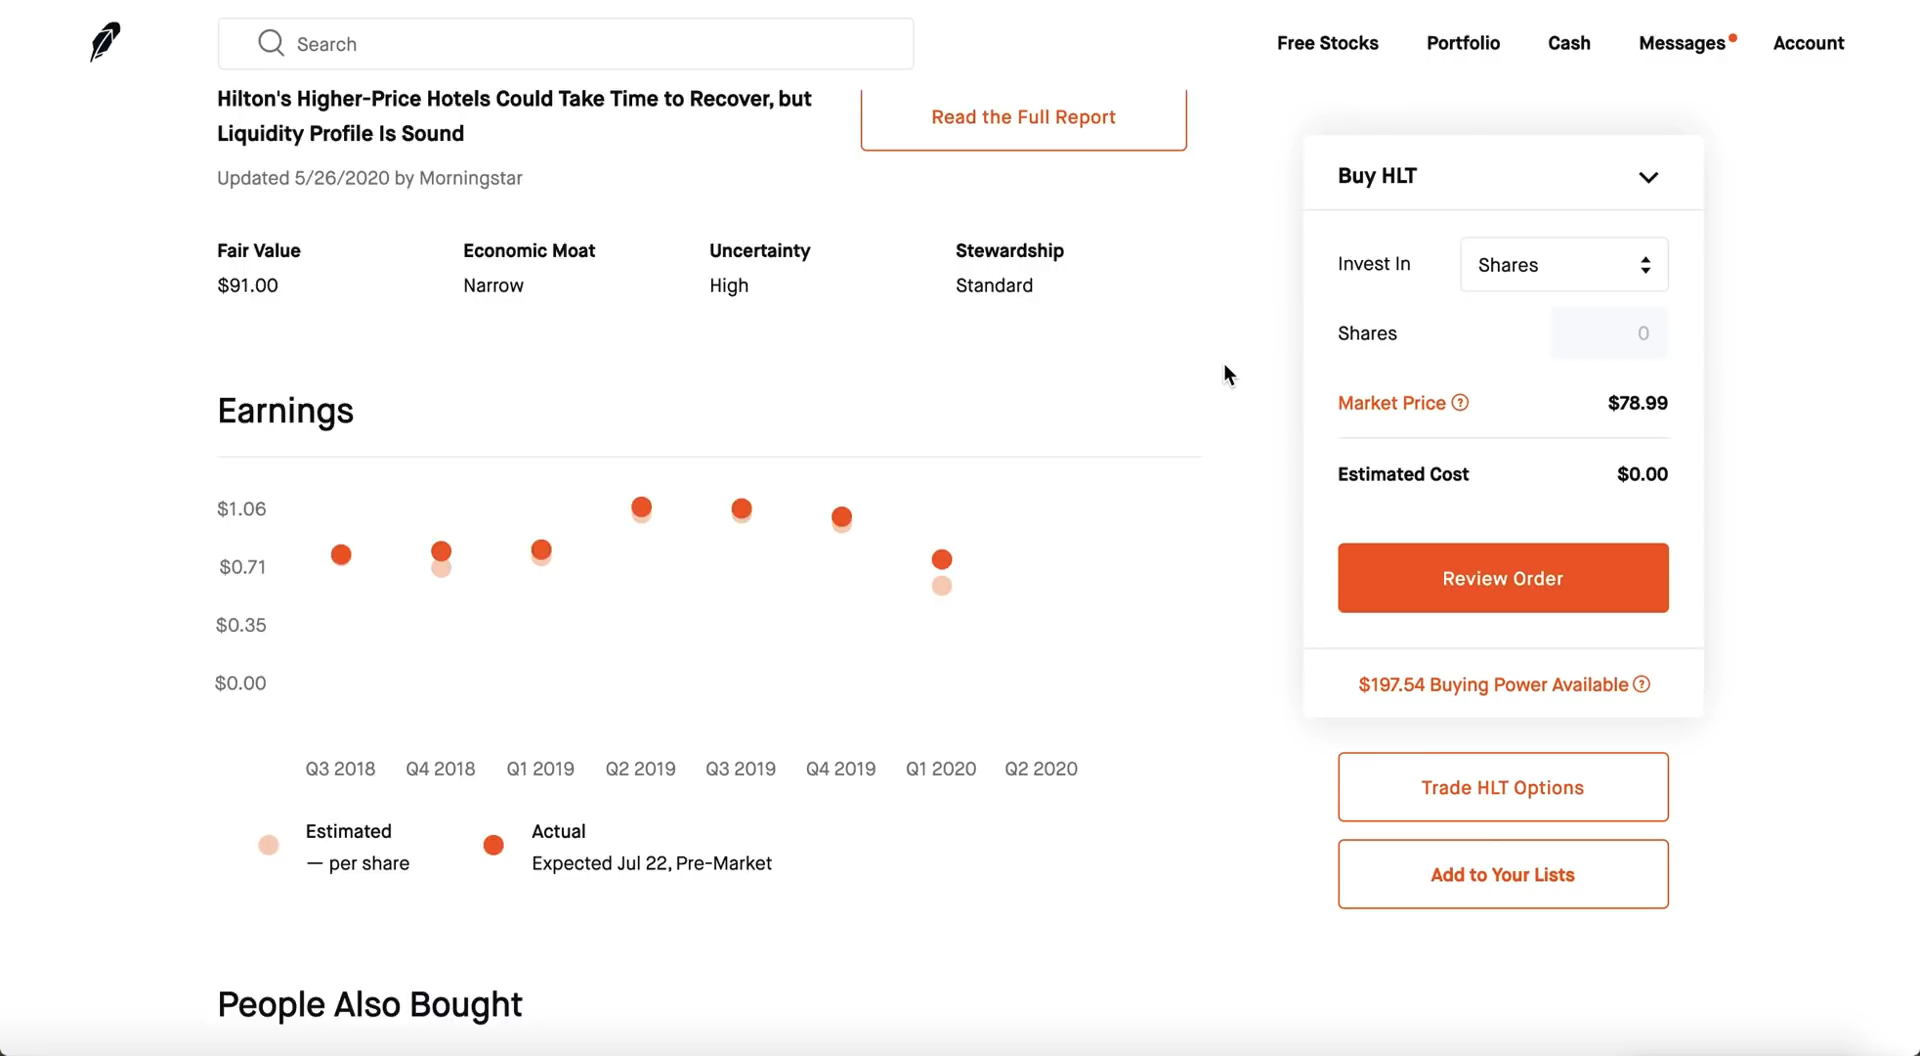 Search
Free Stocks
Portfolio
Cash
Messages
Account
Hilton's Higher-Price Hotels Could Take Time to Recover, but
Liquidity Profile Is Sound
Updated 5/26/2020 by Morningstar
Read the Full Report
Fair Value
$91.00
Economic Moat
Narrow
Uncertainty
High
Stewardship
Standard
Earnings
$1.06
$0.71
$0.35
$0.00
Q3 2018
Q4 2018
Q1 2019
Q2 2019
Q3 2019
Q4 2019
Q1 2020
Q2 2020
Estimated
— per share
Actual
Expected Jul 22, Pre-Market
People Also Bought
Buy HLT
Invest In
Shares
Shares
0
Market Price ?
$78.99
Estimated Cost
$0.00
Review Order
$197.54 Buying Power Available ?
Trade HLT Options
Add to Your Lists